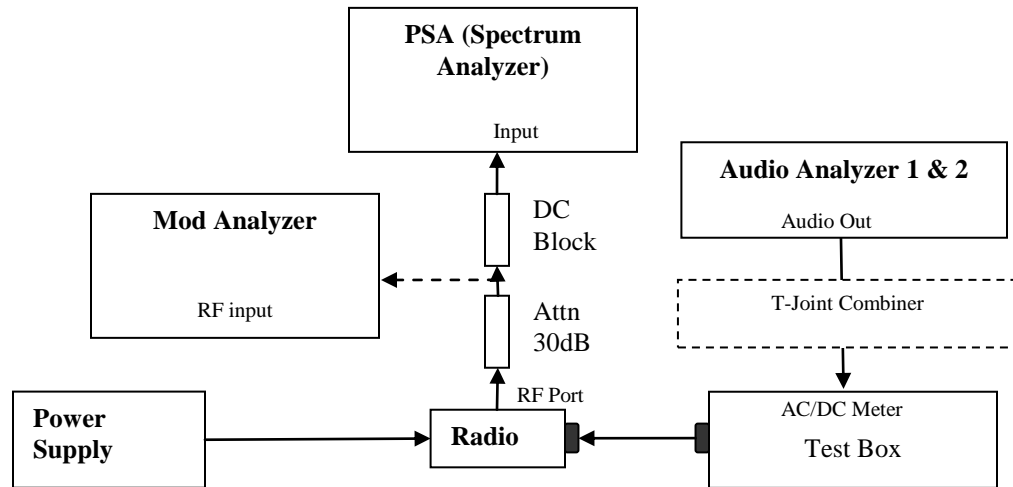 PSA (Spectrum
Analyzer)
Input
Audio Analyzer 1 & 2
Audio Out
Mod Analyzer
RF input
DC
Block
T-Joint Combiner
Attn
30dB
RF Port
Power
Supply
Radio
AC/DC Meter
Test Box